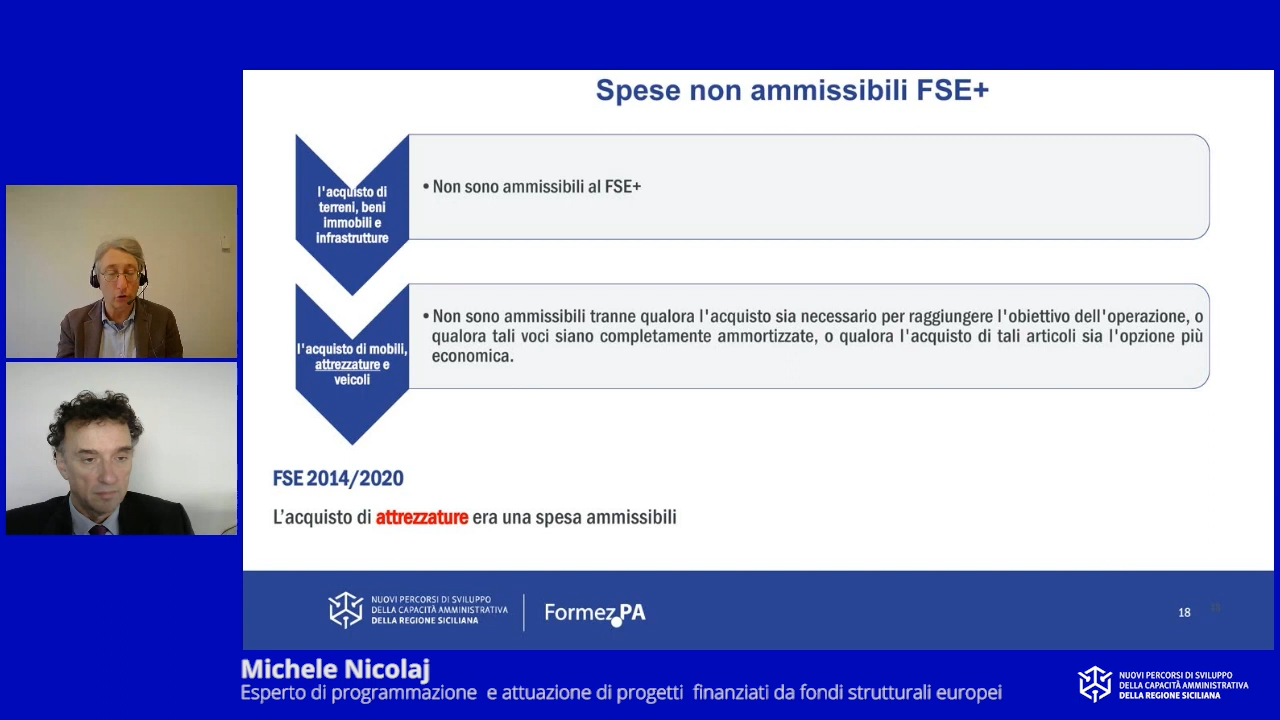 Spese non ammissibili FSE+
l'acquisto di
terreni, beni
immobili e
infrastrutture
• Non sono ammissibili al FSE+
l'acquisto di mobili,
attrezzature e
veicoli
• Non sono ammissibili tranne qualora l'acquisto sia necessario per raggiungere l'obiettivo dell'operazione, o
qualora tali voci siano completamente ammortizzate, o qualora l'acquisto di tali articoli sia l'opzione più
economica.
FSE 2014/2020
L'acquisto di attrezzature era una spesa ammissibili
NUOVI PERCORSI DI SVILUPPO
DELLA CAPACITÀ AMMINISTRATIVA
DELLA REGIONE SICILIANA
Formez.PA
18
Michele Nicolaj
Esperto di programmazione e attuazione di progetti finanziati da fondi strutturali europei
NUOVI PERCORSI DI SVILUPPO
DELLA CAPACITÀ AMMINISTRATIVA
DELLA REGIONE SICILIANA